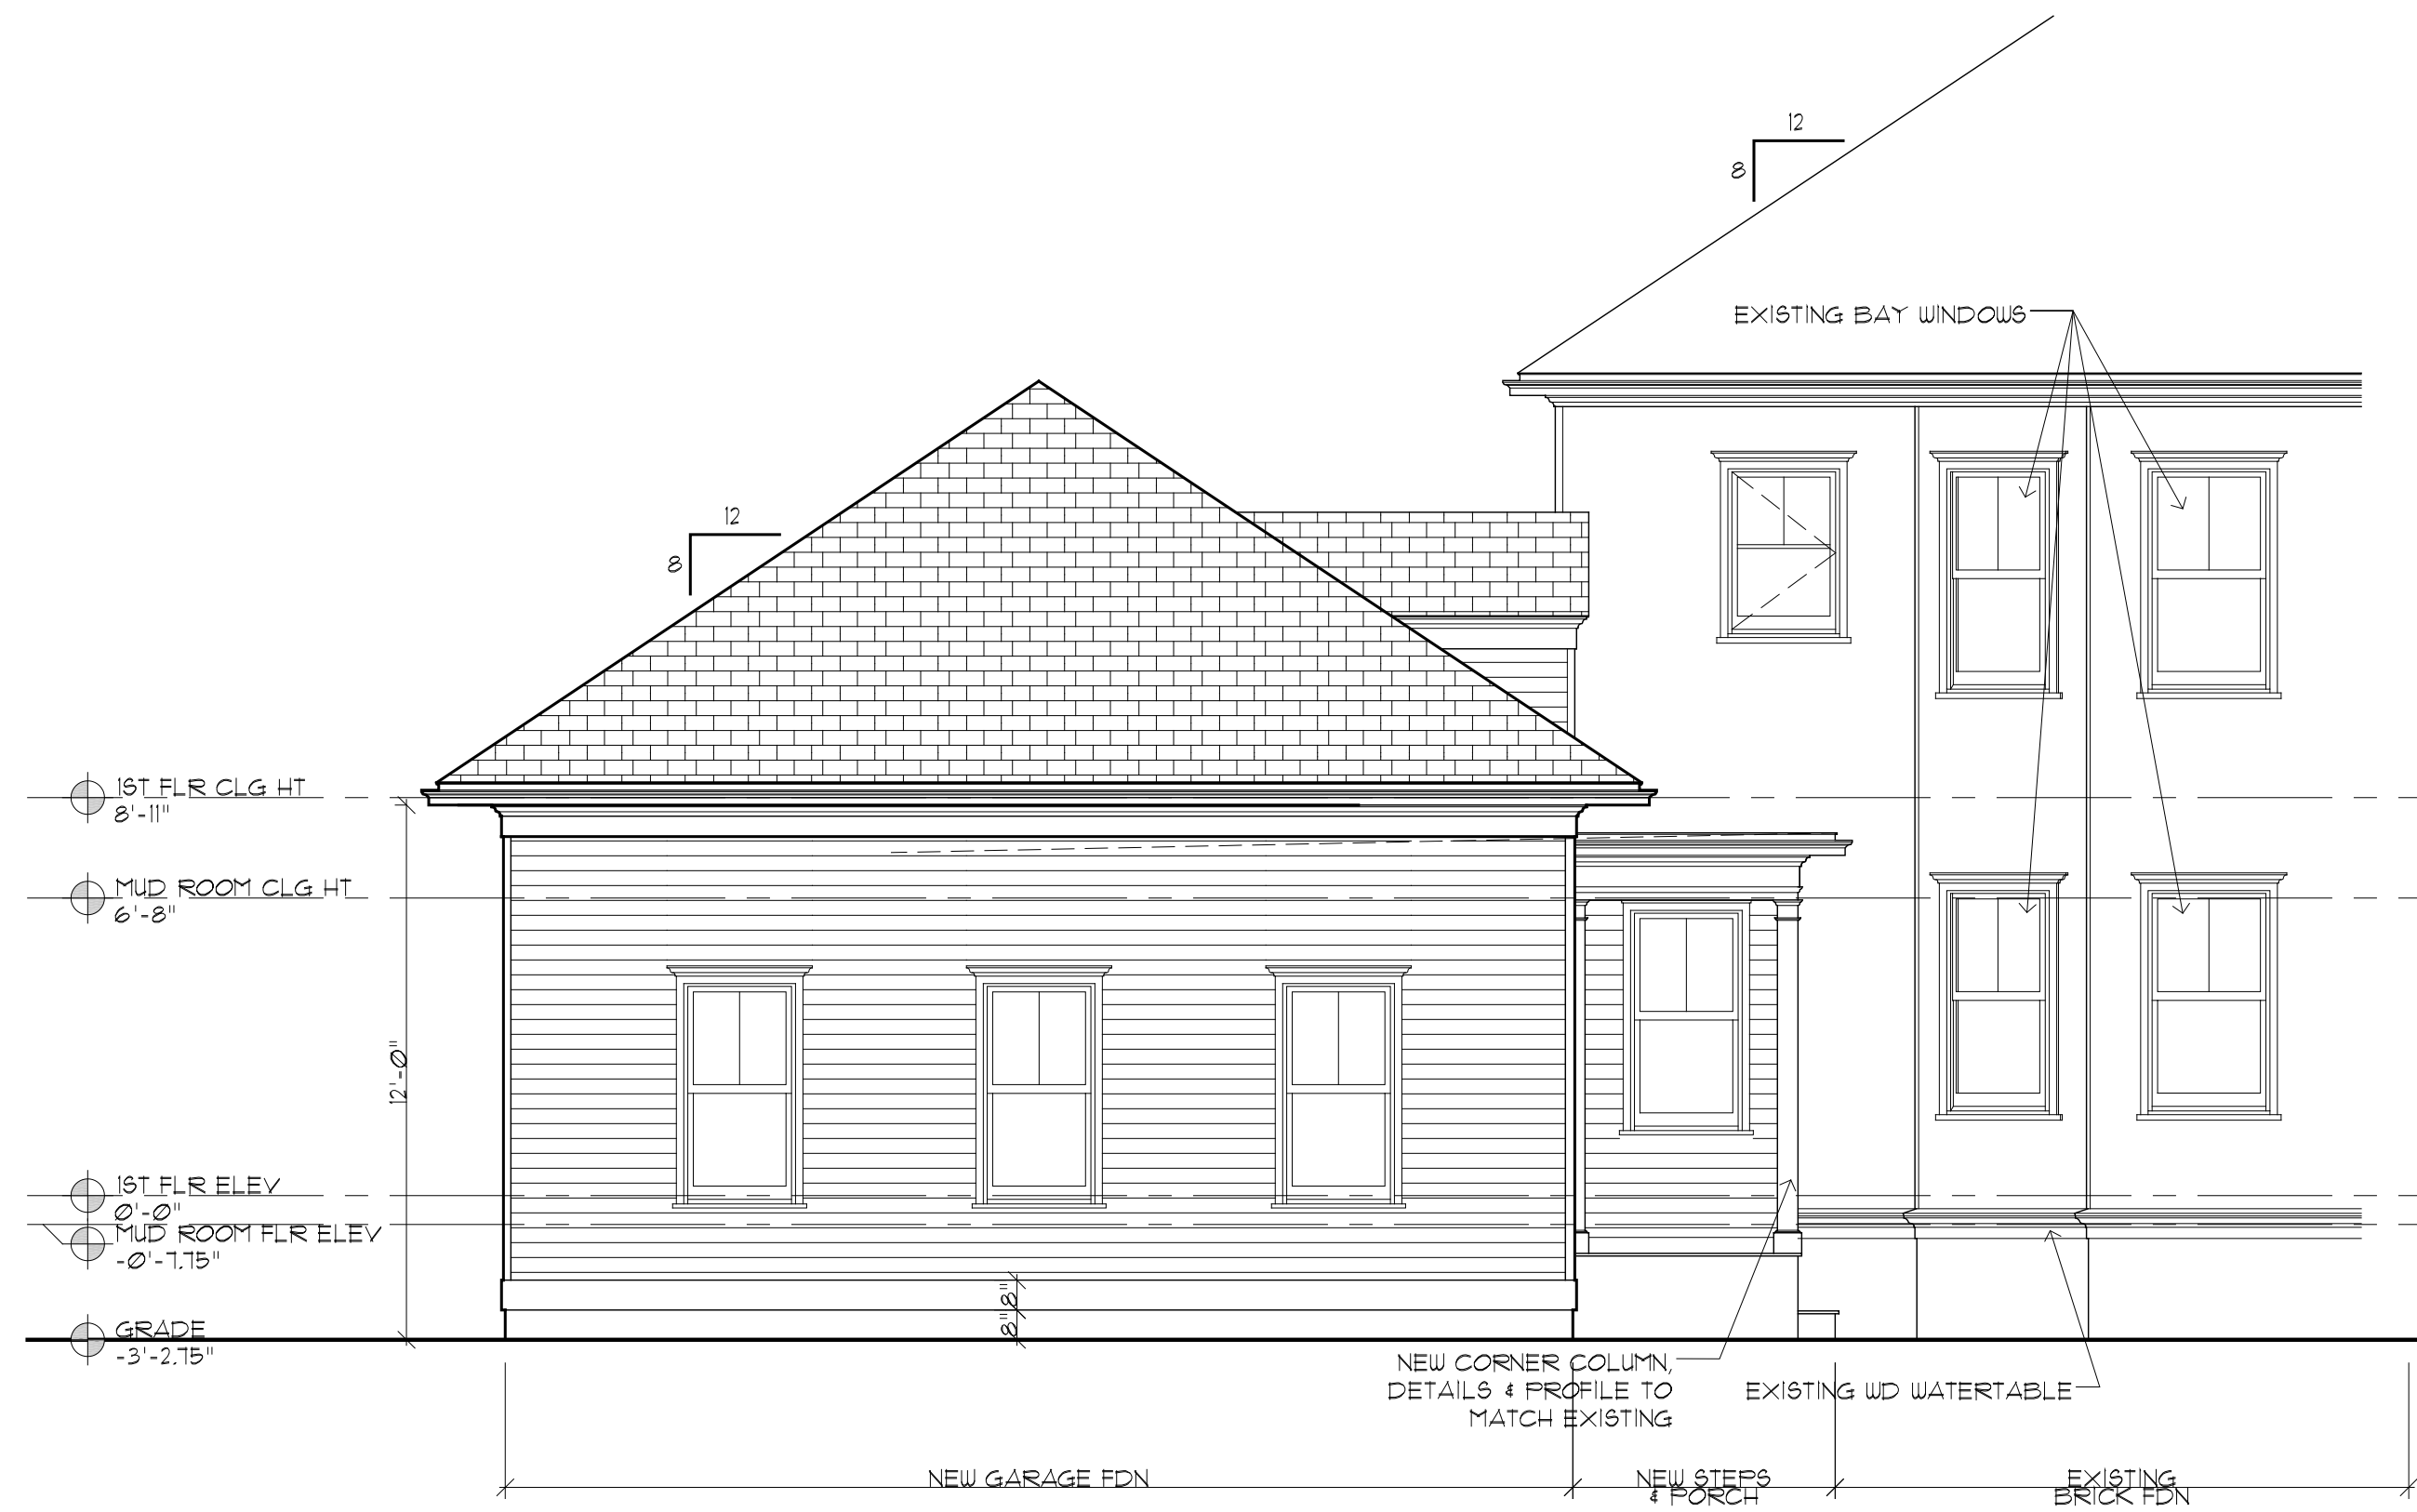 12
8
EXISTING BAY WINDOWS
12
8
1ST FLR CLG HT
8'-11"
MUD ROOM CLG HT
6'-8"
12'-0"
1ST FLR ELEV
0'-0"
MUD ROOM FLR ELEV
-0'-7.75"
8"
8"
GRADE
-3'-2.75"
NEW CORNER COLUMN,
DETAILS & PROFILE TO
MATCH EXISTING
EXISTING WD WATERTABLE
NEW GARAGE FDN
NEW STEPS
& PORCH
EXISTING
BRICK FDN